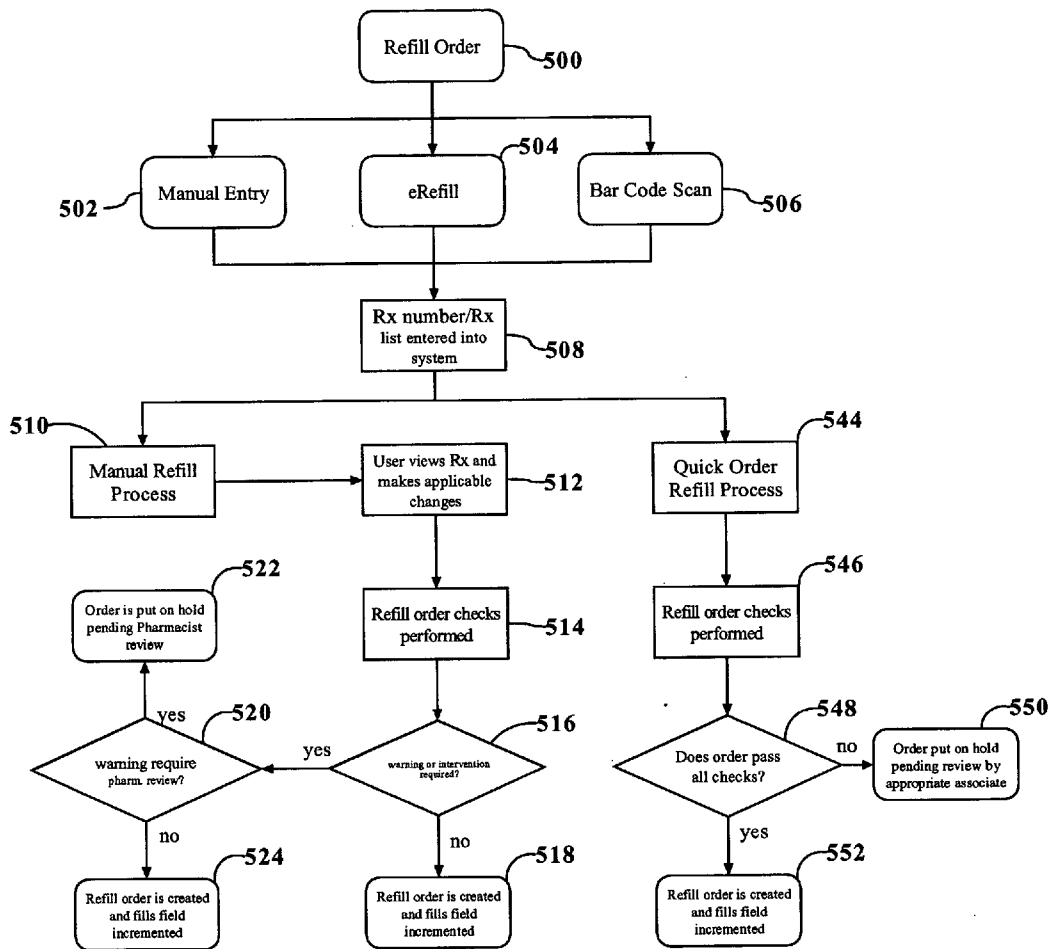 Refill Order
500
504
Manual Entry
eRefill
Bar Code Scan
502
506
Rx number/Rx
list entered into
system
508
510
544
Manual Refill
Process
User views Rx and
makes applicable
changes
512
Quick Order
Refill Process
522
546
Order is put on hold
pending Pharmacist
review
Refill order checks
performed
514
Refill order checks
performed
yes
520
516
548
550
warning require
pharm. review?
yes
warning or intervention
required?
Does order pass
all checks?
no
Order put on hold
pending review by
appropriate associate
no
no
yes
524
518
552
Refill order is created
and fills field
incremented
Refill order is created
and fills field
incremented
Refill order is created
and fills field
incremented